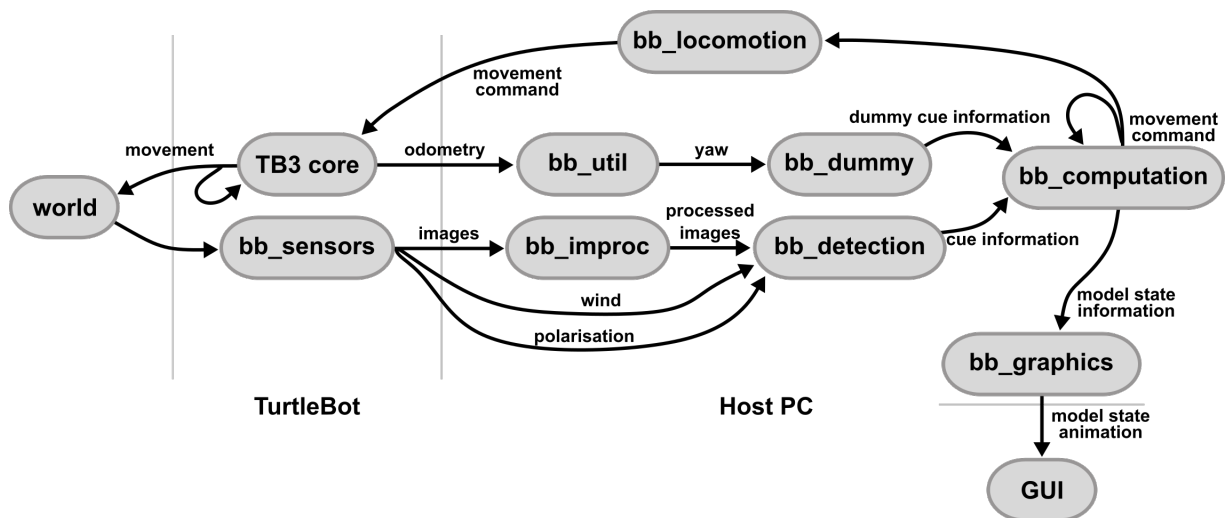 bb_locomotion
movement
command
dummy cue information
movement
command
movement
TB3 core
odometry
bb_util
yaw
bb_dummy
bb_computation
world
bb_sensors
images
bb_improc
processed
images
bb_detection
cue information
wind
polarisation
model state
information
bb_graphics
TurtleBot
Host PC
model state
animation
GUI